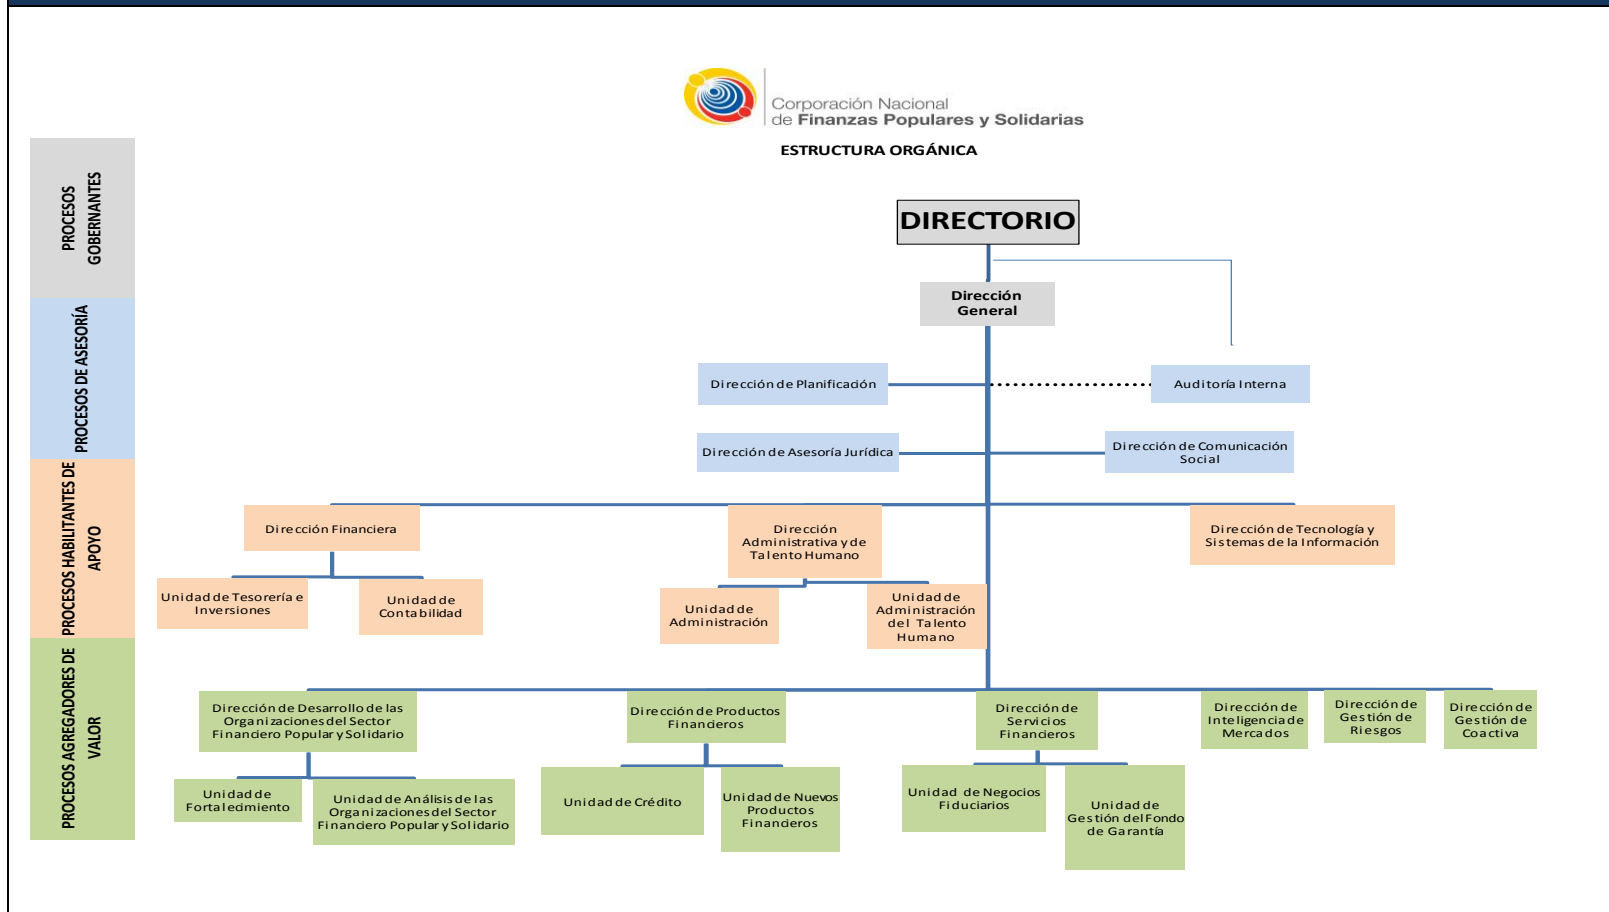 Corporación Nacional
de Finanzas Populares y Solidarias
ESTRUCTURA ORGÁNICA
PROCESOS
GOBERNANTES
DIRECTORIO
Dirección
General
PROCESOS DE ASESORÍA
Dirección de Planificación
Auditoría Interna
Dirección de Asesoría Jurídica
Dirección de Comunicación
Social
PROCESOS HABILITANTES DE
APOYO
Dirección Financiera
Dirección
Administrativa y de
Talento Humano
Dirección de Tecnología y
Sistemas de la Información
Unidad de Tesorería e
Inversiones
Unidad de
Contabilidad
Unidad de
Administración
Unidad de
Administración
del Talento
Humano
PROCESOS AGREGADORES DE
VALOR
Dirección de Desarrollo de las
Organizaciones del Sector
Financiero Popular y Solidario
Dirección de Productos
Financieros
Dirección de
Servicios
Financieros
Dirección de
Inteligencia de
Mercados
Dirección de
Gestión de
Riesgos
Dirección de
Gestión de
Coactiva
Unidad de
Fortalecimiento
Unidad de Análisis de las
Organizaciones del Sector
Financiero Popular y Solidario
Unidad de Crédito
Unidad de Nuevos
Productos
Financieros
Unidad de Negocios
Fiduciarios
Unidad de
Gestión del Fondo
de Garantía